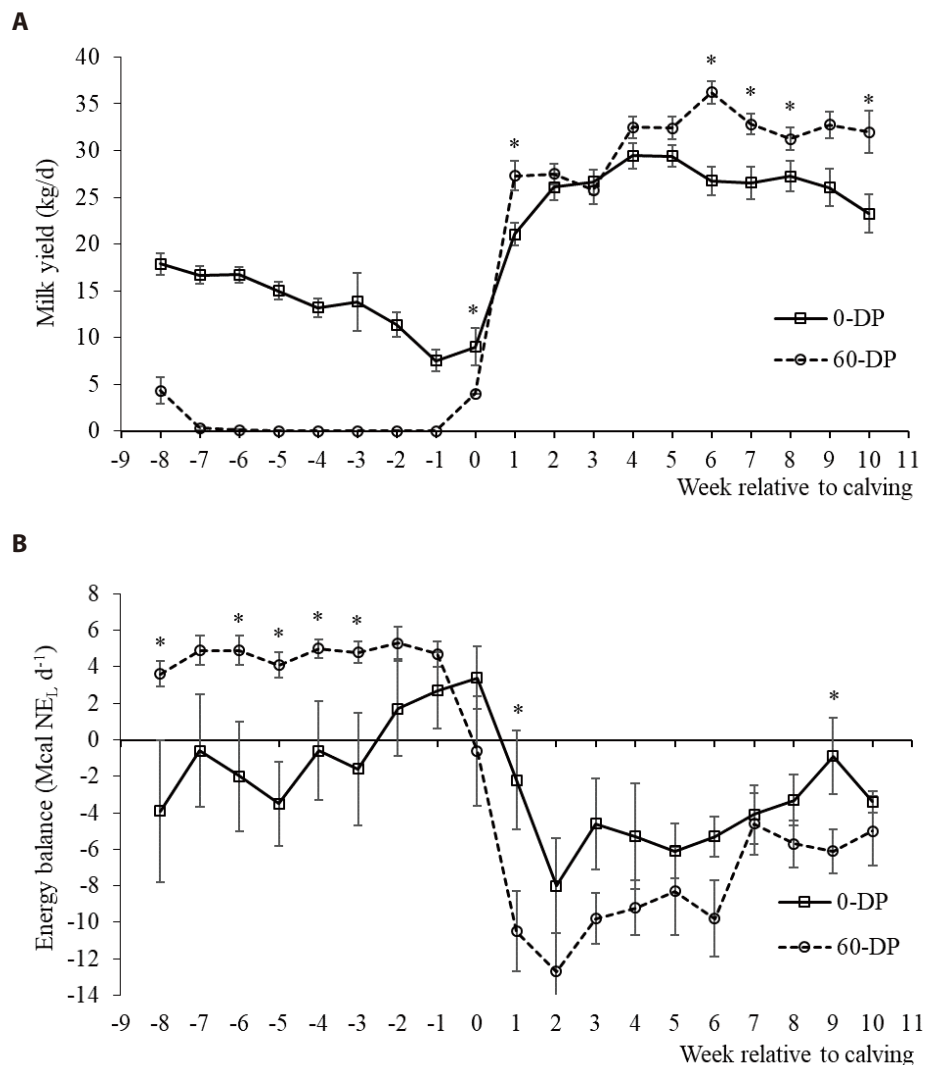 A
40
35
30
25
20
15
10
5
0
Milk yield (kg/d)
* * * * * *
0-DP
60-DP
-9 -8 -7 -6 -5 -4 -3 -2 -1 0 1 2 3 4 5 6 7 8 9 10 11
Week relative to calving
B
8
6
4
2
0
-2
-4
-6
-8
-10
-12
-14
Energy balance (Mcal NE_L d⁻¹)
* * * * * * *
0-DP
60-DP
-9 -8 -7 -6 -5 -4 -3 -2 -1 0 1 2 3 4 5 6 7 8 9 10 11
Week relative to calving